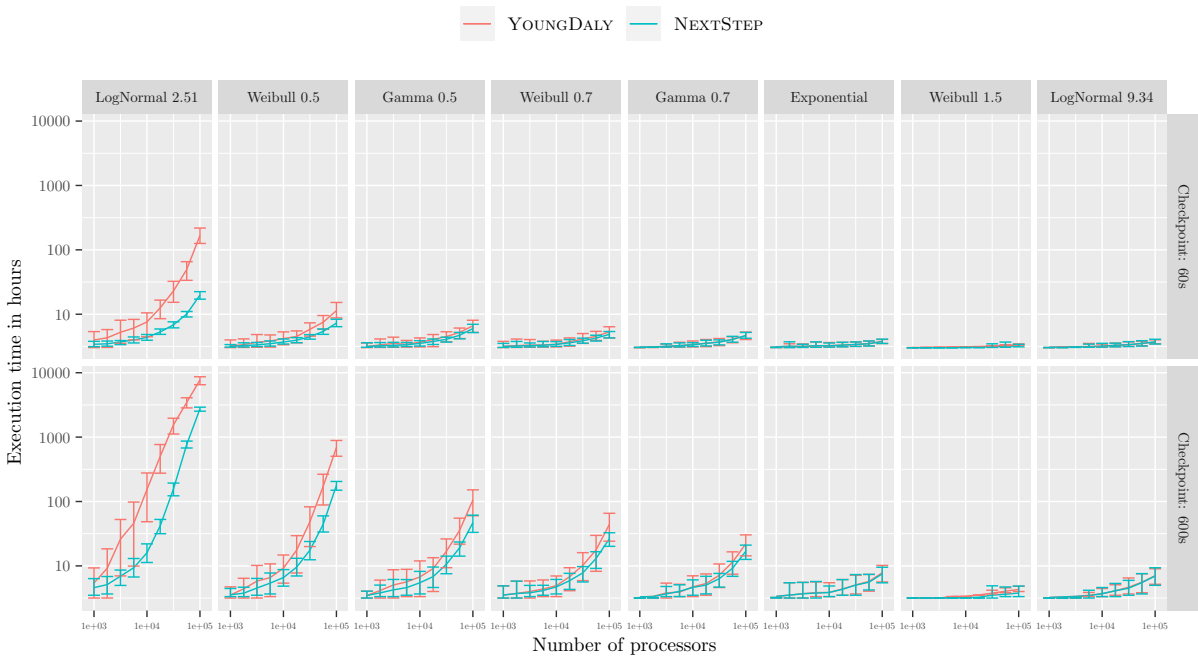 YOUNGDALY NEXTSTEP
LogNormal 2.51 Weibull 0.5 Gamma 0.5 Weibull 0.7 Gamma 0.7 Exponential Weibull 1.5 LogNormal 9.34
10000
1000
100
10
Checkpoint: 60s
10000
1000
100
10
Checkpoint: 600s
Execution time in hours
1e+03 1e+04 1e+05 1e+03 1e+04 1e+05 1e+03 1e+04 1e+05 1e+03 1e+04 1e+05 1e+03 1e+04 1e+05 1e+03 1e+04 1e+05 1e+03 1e+04 1e+05 1e+03 1e+04 1e+05
Number of processors